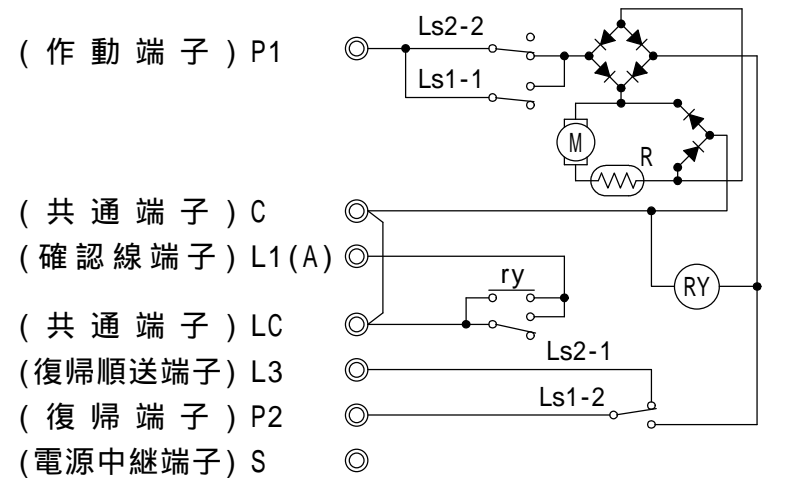 Ls2-2
(作動端子)P1
Ls1-1
M
R
(共通端子)C
(確認線端子)L1(A)
ry
RY
(共通端子)LC
Ls2-1
(復帰順送端子)L3
Ls1-2
(復帰端子)P2
(電源中継端子)S